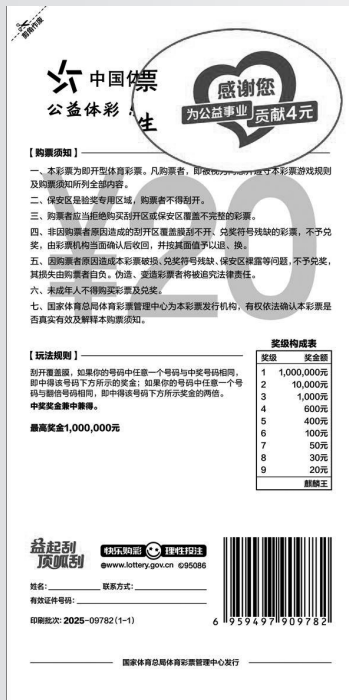 剪角作废
中国体
票
公益体彩
生
感谢您
为公益事业
贡献4元
【购票须知】
一、本彩票为即开型体育彩票。凡购票者，即被视为同意并遵守本彩票游戏规则
及购票须知所列全部内容。
二、保安区是验奖专用区域，购票者不得刮开。
三、购票者应当拒绝购买刮开区或保安区覆盖不完整的彩票。
四、非因购票者原因造成的刮开区覆盖膜刮不开、兑奖符号残缺的彩票，不予兑
奖，由彩票机构当面确认后收回，并按其面值予以退、换。
五、因购票者原因造成本彩票破损、兑奖符号残缺、保安区裸露等问题，不予兑奖，
其损失由购票者自负。伪造、变造彩票者将被追究法律责任。
六、未成年人不得购买彩票及兑奖。
七、国家体育总局体育彩票管理中心为本彩票发行机构，有权依法确认本彩票是
否真实有效及解释本购票须知。
¥20
【玩法规则】
刮开覆盖膜，如果你的号码中任意一个号码与中奖号码相同，
即中得该号码下方所示的奖金；如果你的号码中任意一个号
码与翻倍号码相同，即中得该号码下方所示奖金的两倍。
中奖奖金兼中兼得。
最高奖金1,000,000元
奖级构成表
奖级 奖金额
1 1,000,000元
2 10,000元
3 1,000元
4 600元
5 400元
6 100元
7 50元
8 30元
9 20元
麒麟王
益起刮
顶呱刮
快乐购彩 理性投注
www.lottery.gov.cn 95086
姓名： 联系方式：
有效证件号码：
印刷批次：2025-09782(1-1)
6 959497 909782
国家体育总局体育彩票管理中心发行